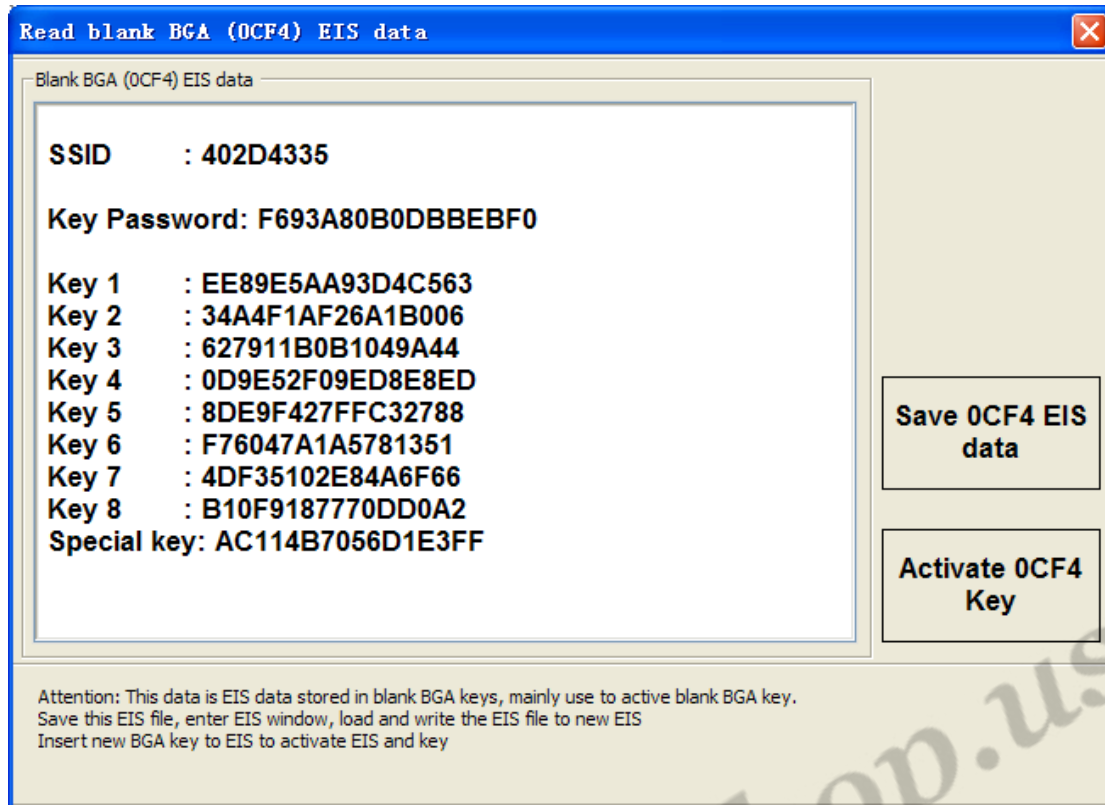 Read blank BGA (0CF4) EIS data
Blank BGA (0CF4) EIS data
SSID : 402D4335
Key Password: F693A80B0DBBEBF0
Key 1 : EE89E5AA93D4C563
Key 2 : 34A4F1AF26A1B006
Key 3 : 627911B0B1049A44
Key 4 : 0D9E52F09ED8E8ED
Key 5 : 8DE9F427FFC32788
Key 6 : F76047A1A5781351
Key 7 : 4DF35102E84A6F66
Key 8 : B10F9187770DD0A2
Special key: AC114B7056D1E3FF
Save 0CF4 EIS
data
Activate 0CF4
Key
Attention: This data is EIS data stored in blank BGA keys, mainly use to active blank BGA key.
Save this EIS file, enter EIS window, load and write the EIS file to new EIS
Insert new BGA key to EIS to activate EIS and key
op.us